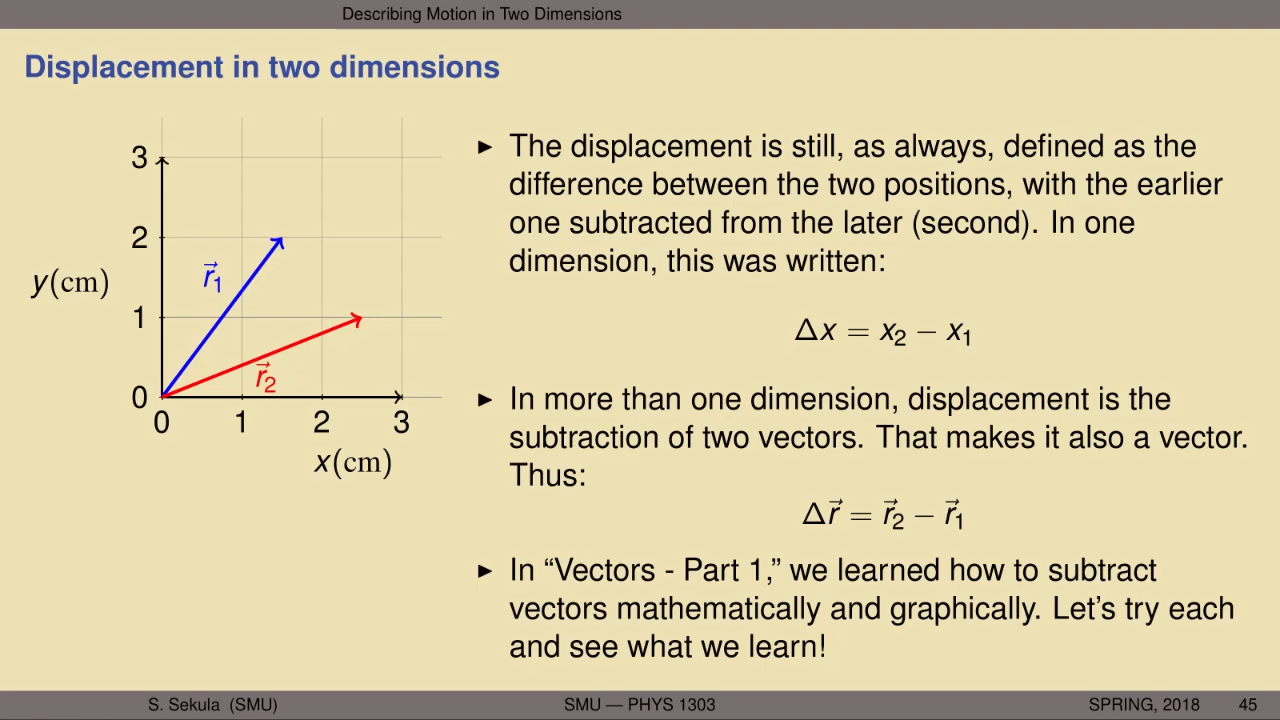 Describing Motion in Two Dimensions
Displacement in two dimensions
3
2
1
0
y(cm)
0 1 2 3
x(cm)
r⃗₁
r⃗₂
▶ The displacement is still, as always, defined as the
difference between the two positions, with the earlier
one subtracted from the later (second). In one
dimension, this was written:
Δx = x₂ − x₁
▶ In more than one dimension, displacement is the
subtraction of two vectors. That makes it also a vector.
Thus:
Δr⃗ = r⃗₂ − r⃗₁
▶ In “Vectors - Part 1,” we learned how to subtract
vectors mathematically and graphically. Let’s try each
and see what we learn!
S. Sekula (SMU) SMU — PHYS 1303 SPRING, 2018 45